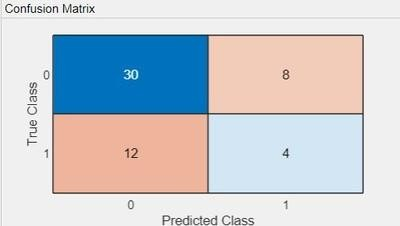 Confusion Matrix
True Class
0
30
8
1
12
4
0
1
Predicted Class